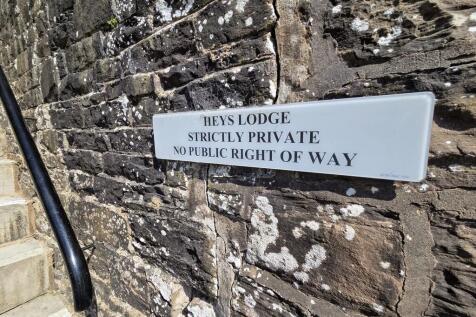 HEYS LODGE
STRICTLY PRIVATE
NO PUBLIC RIGHT OF WAY